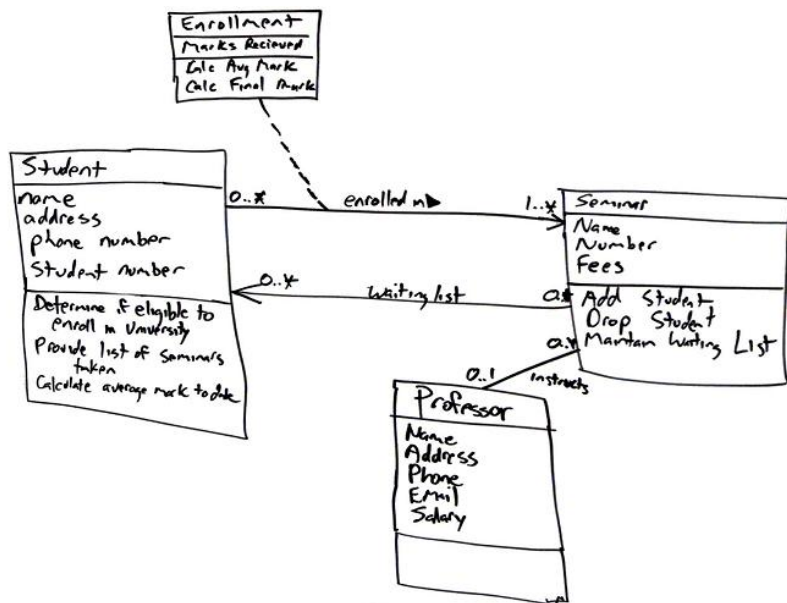 Enrollment
Marks Recieved
Calc Avg Mark
Calc Final Mark
Student
name
address
phone number
Student number
Determine if eligible to
enroll in University
Provide list of Seminars
taken
Calculate average mark to date
0..*
enrolled in
1..*
0..*
Waiting list
0..*
Seminar
Name
Number
Fees
Add Student
Drop Student
Maintain Waiting List
0..*
instructs
0..1
Professor
Name
Address
Phone
Email
Salary